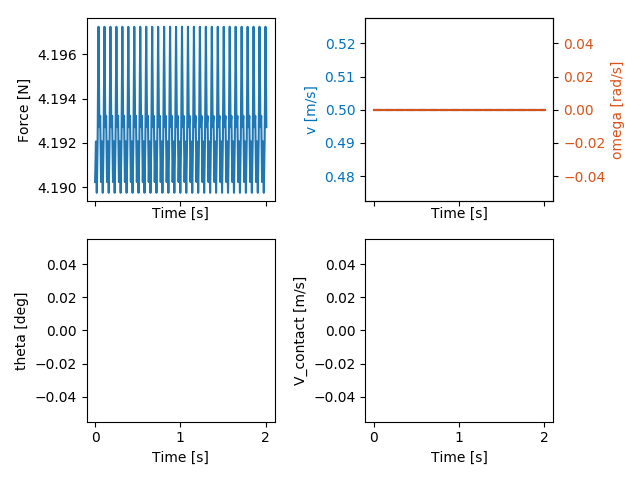 Force [N]
4.196
4.194
4.192
4.190
Time [s]
v [m/s]
0.52
0.51
0.50
0.49
0.48
0.04
0.02
0.00
−0.02
−0.04
omega [rad/s]
Time [s]
theta [deg]
0.04
0.02
0.00
−0.02
−0.04
0 1 2
Time [s]
V_contact [m/s]
0.04
0.02
0.00
−0.02
−0.04
0 1 2
Time [s]